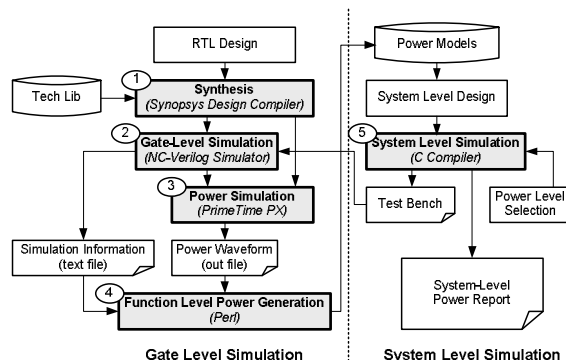 RTL Design
Power Models
1
Synthesis
(Synopsys Design Compiler)
Tech Lib
System Level Design
2
Gate-Level Simulation
(NC-Verilog Simulator)
5
System Level Simulation
(C Compiler)
3
Power Simulation
(PrimeTime PX)
Test Bench
Power Level
Selection
Simulation Information
(text file)
Power Waveform
(out file)
System-Level
Power Report
4
Function Level Power Generation
(Perl)
Gate Level Simulation
System Level Simulation